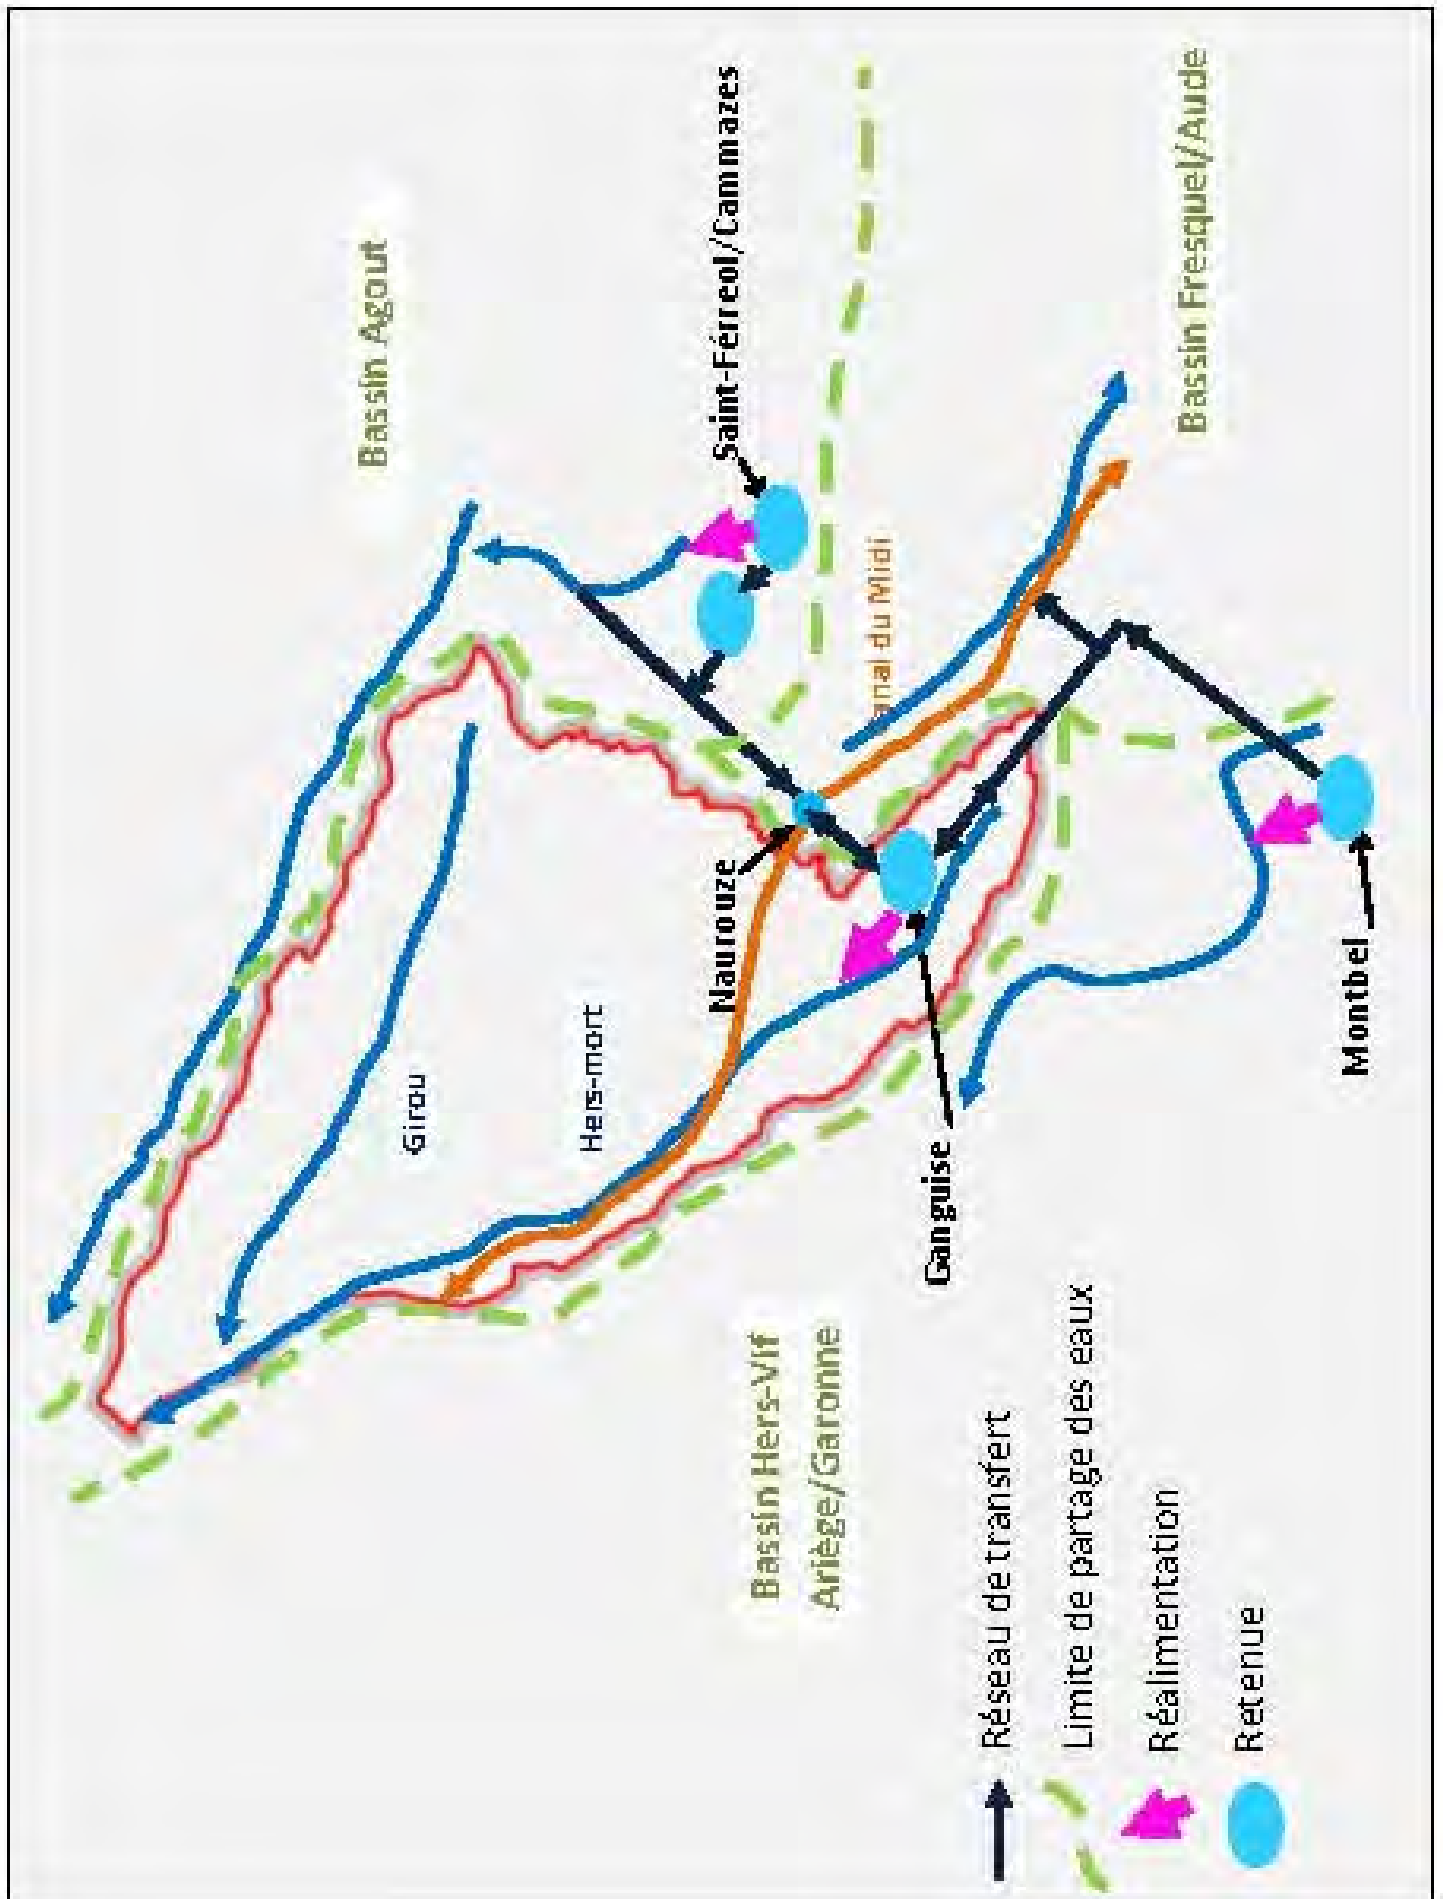 Bassin Agout
Girou
Hers-mort
Naurouze
Saint-Férreol/Cammazes
Bassin Hers-Vif
Ariège/Garonne
anal du Midi
Ganguise
Bassin Fresquel/Aude
Montbel
Réseau de transfert
Limite de partage des eaux
Réalimentation
Retenue